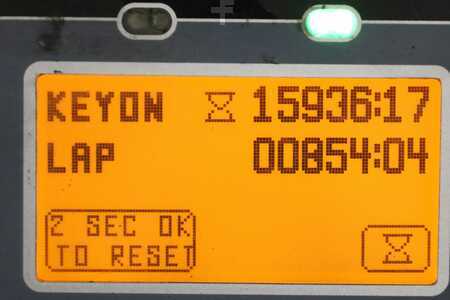 KEYON 15936:17
LAP 00854:04
2 SEC OK
TO RESET